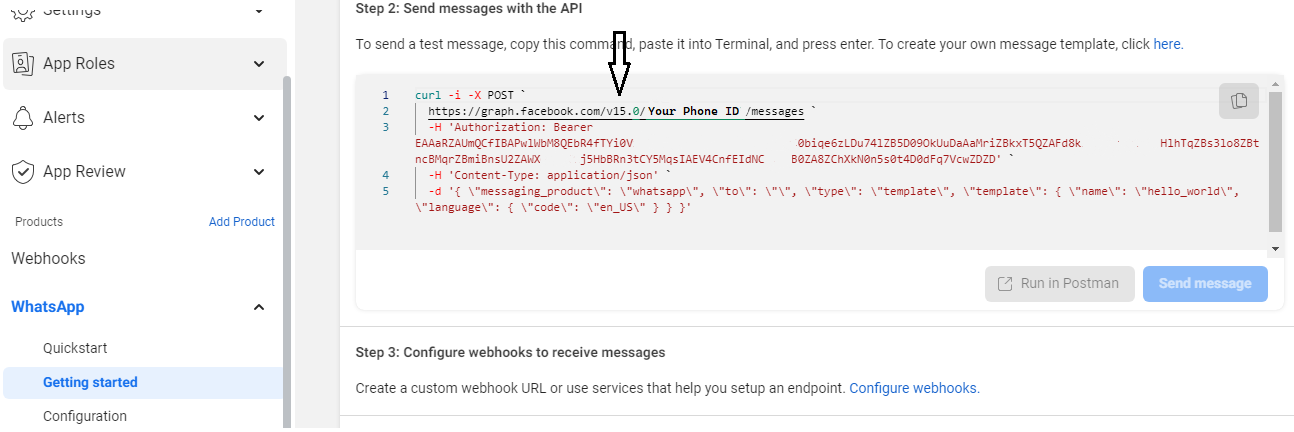 Settings
App Roles
Alerts
App Review
Products Add Product
Webhooks
WhatsApp
Quickstart
Getting started
Configuration
Step 2: Send messages with the API
To send a test message, copy this command, paste it into Terminal, and press enter. To create your own message template, click here.
1 curl -i -X POST `
2 https://graph.facebook.com/v15.0/Your Phone ID /messages `
3 -H 'Authorization: Bearer
EAAaRZAUmQCfIBAPwlWbM8QEbR4fTYi0V .0biqe6zLDu74lZB5D09OkUuDaAaMriZBkxT5QZAFd8k HlhTqZBs3lo8ZBt
ncBMqrZBmiBnsU2ZAWX j5HbBRn3tCY5MqsIAEV4CnfEIdNC B0ZA8ZChXkN0n5s0t4D0dFq7VcwZDZD' `
4 -H 'Content-Type: application/json' `
5 -d '{ \"messaging_product\": \"whatsapp\", \"to\": \"\", \"type\": \"template\", \"template\": { \"name\": \"hello_world\",
\"language\": { \"code\": \"en_US\" } } }'
Run in Postman
Send message
Step 3: Configure webhooks to receive messages
Create a custom webhook URL or use services that help you setup an endpoint. Configure webhooks.